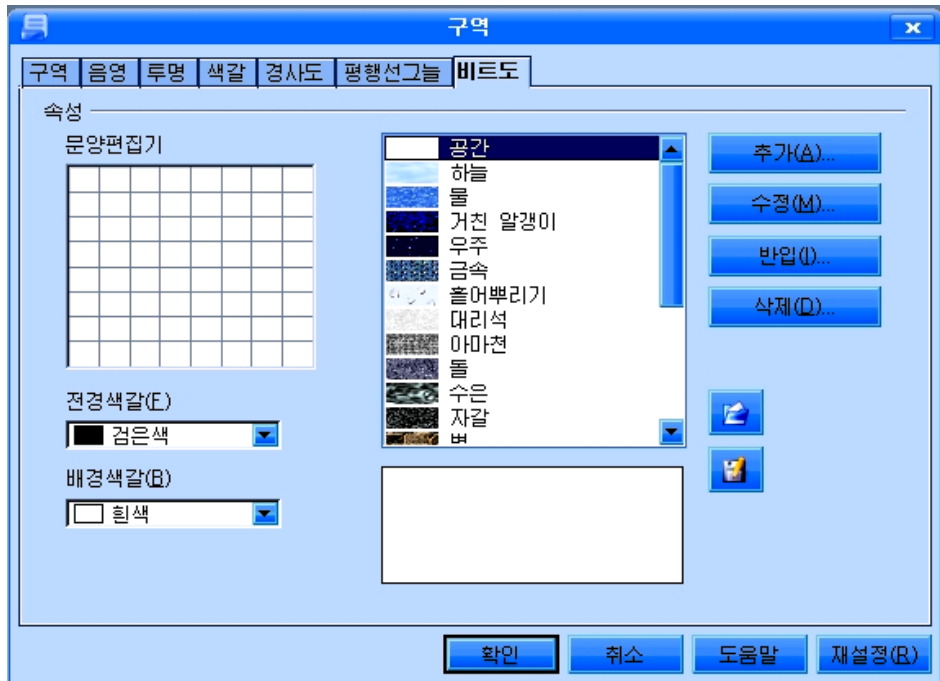 구역
구역 음영 투명 색갈 경사도 평행선그늘 비트도
속성
문양편집기
공간
하늘
물
거친 알갱이
우주
금속
흩어뿌리기
대리석
아마천
돌
수은
자갈
추가(A)...
수정(M)...
반입(I)...
삭제(D)...
전경색갈(F)
검은색
배경색갈(B)
흰색
확인 취소 도움말 재설정(R)